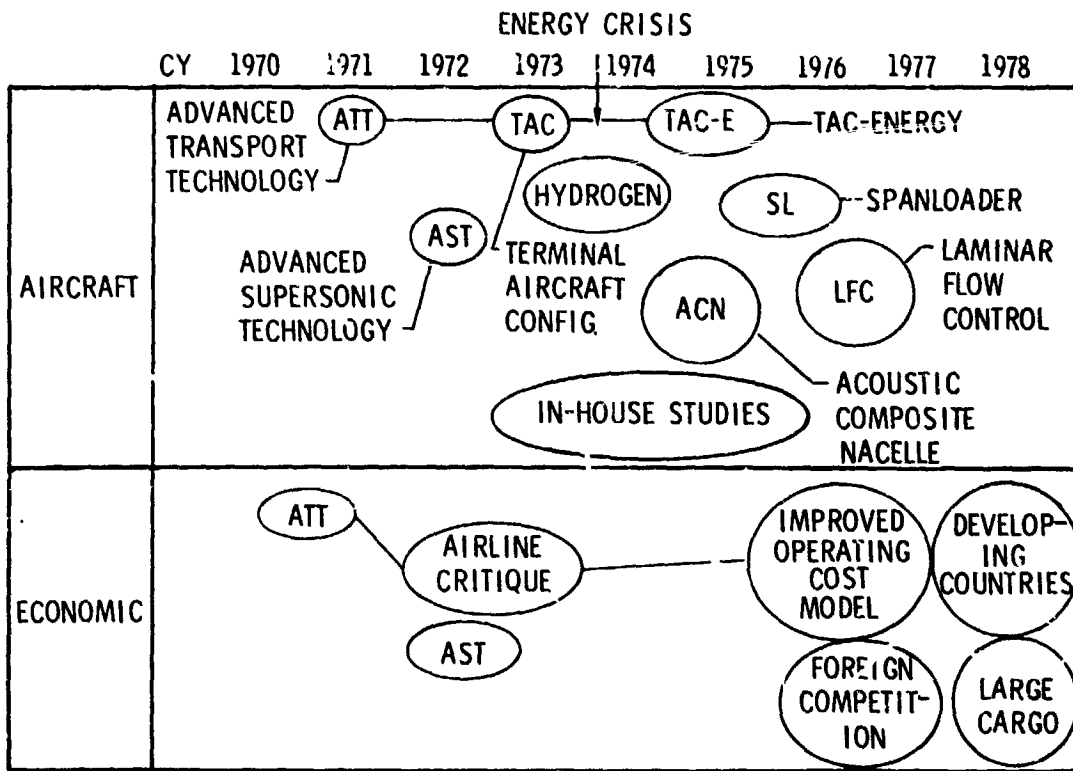 ENERGY CRISIS
CY 1970 1971 1972 1973 1974 1975 1976 1977 1978
AIRCRAFT
ADVANCED
TRANSPORT
TECHNOLOGY
ATT
TAC
TAC-E
TAC-ENERGY
HYDROGEN
SL
SPANLOADER
AST
ADVANCED
SUPERSONIC
TECHNOLOGY
TERMINAL
AIRCRAFT
CONFIG.
ACN
LFC
LAMINAR
FLOW
CONTROL
IN-HOUSE STUDIES
ACOUSTIC
COMPOSITE
NACELLE
ECONOMIC
ATT
AIRLINE
CRITIQUE
AST
IMPROVED
OPERATING
COST
MODEL
DEVELOP-
ING
COUNTRIES
FOREIGN
COMPETIT-
ION
LARGE
CARGO